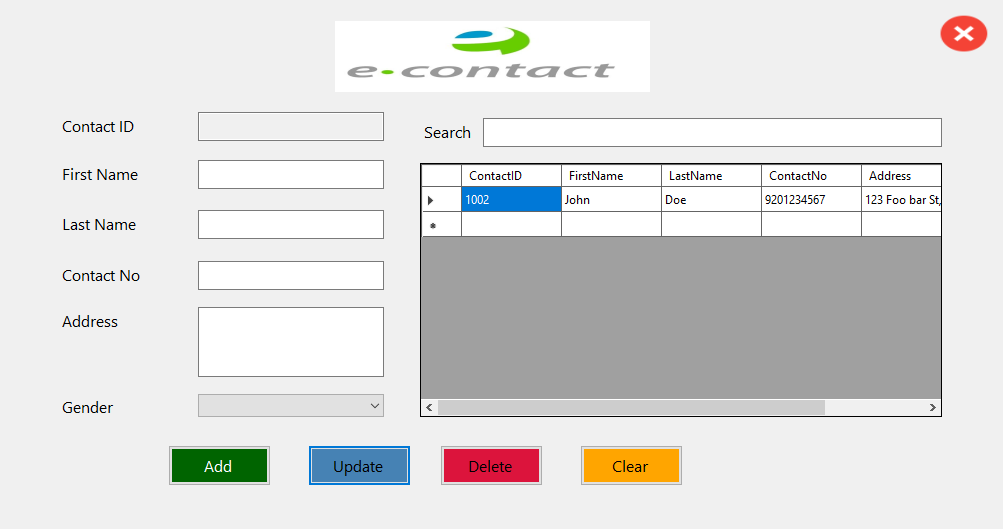 e-contact
Contact ID
First Name
Last Name
Contact No
Address
Gender
Search
ContactID FirstName LastName ContactNo Address
1002 John Doe 9201234567 123 Foo bar St,
Add Update Delete Clear